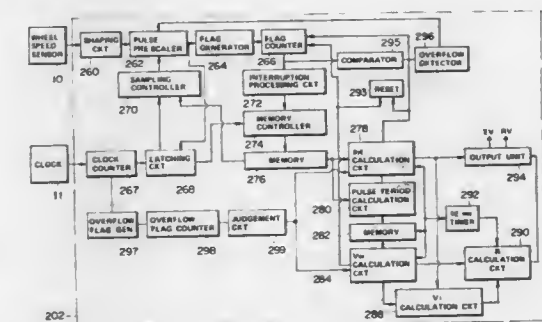 WHEEL
SPEED
SENSOR
10
SHAPING
CKT
260
PULSE
PRESCALER
262
FLAG
GENERATOR
264
FLAG
COUNTER
266
295
COMPARATOR
296
OVERFLOW
DETECTOR
SAMPLING
CONTROLLER
270
INTERRUPTION
PROCESSING CKT
272
293
RESET
MEMORY
CONTROLLER
274
278
CALCULATION
CKT
CLOCK
11
CLOCK
COUNTER
267
LATCHING
CKT
268
MEMORY
276
OUTPUT UNIT
294
280
PULSE PERIOD
CALCULATION
CKT
292
TIMER
290
CALCULATION
CKT
OVERFLOW
FLAG GEN
297
OVERFLOW
FLAG COUNTER
298
JUDGEMENT
CKT
299
282
MEMORY
284
CALCULATION
CKT
202
288
CALCULATION CKT